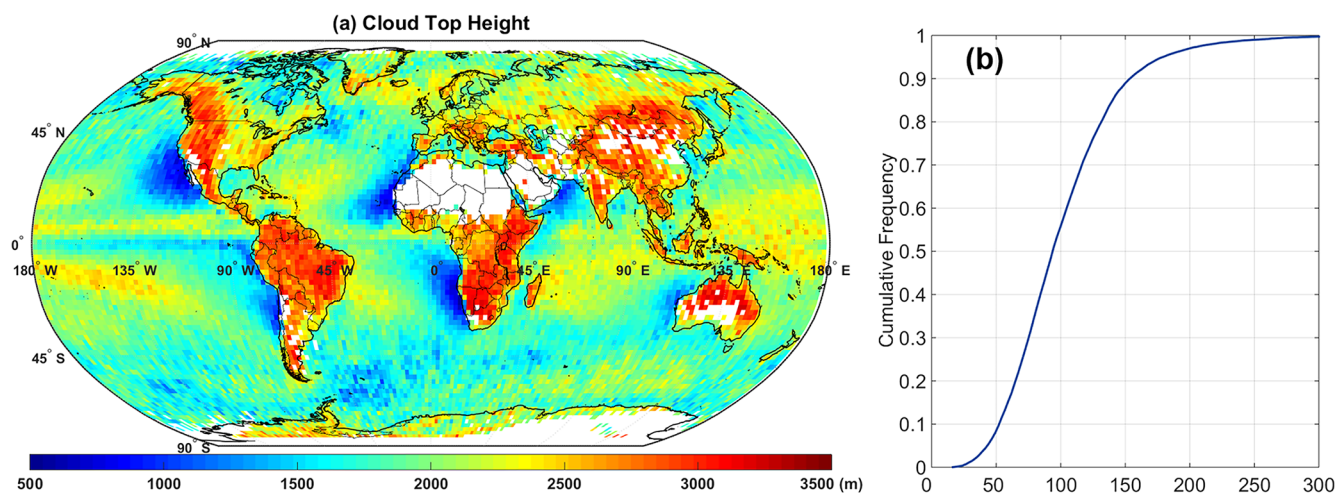 (a) Cloud Top Height
90° N
45° N
0°
180° W 135° W 90° W 45° W 0 45° E 90° E 135° E 180° E
45° S
90° S
500 1000 1500 2000 2500 3000 3500 (m)
(b)
Cumulative Frequency
1
0.9
0.8
0.7
0.6
0.5
0.4
0.3
0.2
0.1
0
0 50 100 150 200 250 300